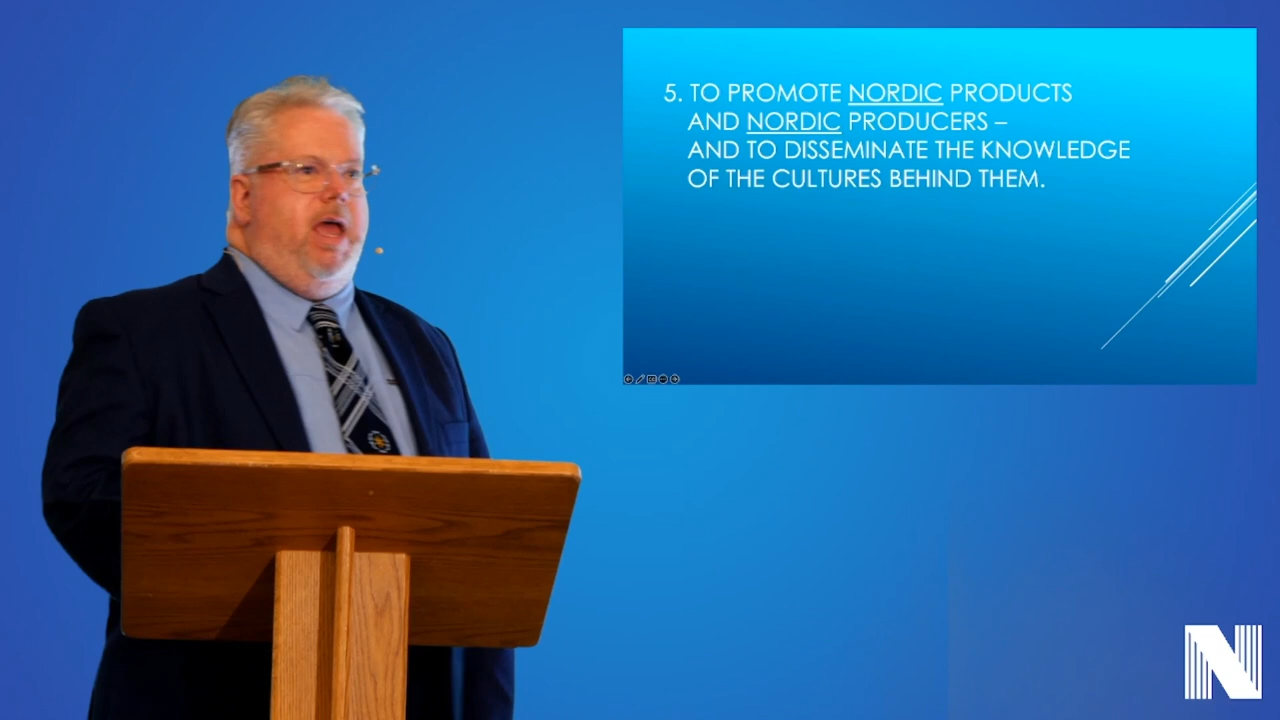 5. TO PROMOTE NORDIC PRODUCTS
AND NORDIC PRODUCERS –
AND TO DISSEMINATE THE KNOWLEDGE
OF THE CULTURES BEHIND THEM.
N